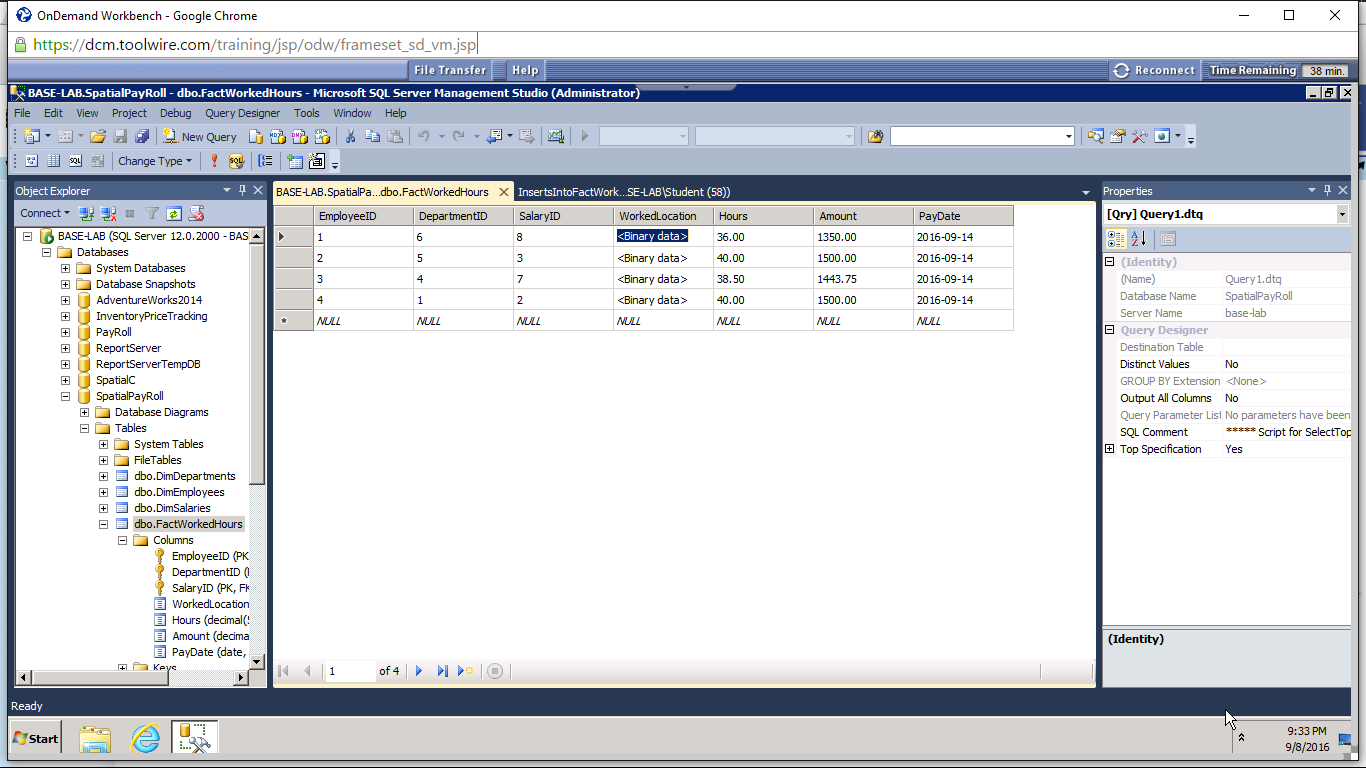 OnDemand Workbench - Google Chrome
https://dcm.toolwire.com/training/jsp/odw/frameset_sd_vm.jsp
File Transfer Help Reconnect Time Remaining 38 min.
BASE-LAB.SpatialPayRoll - dbo.FactWorkedHours - Microsoft SQL Server Management Studio (Administrator)
File Edit View Project Debug Query Designer Tools Window Help
New Query
Change Type
Object Explorer
Connect
BASE-LAB (SQL Server 12.0.2000 - BAS
Databases
System Databases
Database Snapshots
AdventureWorks2014
InventoryPriceTracking
PayRoll
ReportServer
ReportServerTempDB
SpatialC
SpatialPayRoll
Database Diagrams
Tables
System Tables
FileTables
dbo.DimDepartments
dbo.DimEmployees
dbo.DimSalaries
dbo.FactWorkedHours
Columns
EmployeeID (PK
DepartmentID (
SalaryID (PK, FK
WorkedLocation
Hours (decimal(
Amount (decima
PayDate (date,
Keys
BASE-LAB.SpatialPa...dbo.FactWorkedHours InsertsIntoFactWork...SE-LAB\Student (58))
EmployeeID DepartmentID SalaryID WorkedLocation Hours Amount PayDate
1 6 8 <Binary data> 36.00 1350.00 2016-09-14
2 5 3 <Binary data> 40.00 1500.00 2016-09-14
3 4 7 <Binary data> 38.50 1443.75 2016-09-14
4 1 2 <Binary data> 40.00 1500.00 2016-09-14
* NULL NULL NULL NULL NULL NULL NULL
1 of 4
Properties
[Qry] Query1.dtq
(Identity)
(Name) Query1.dtq
Database Name SpatialPayRoll
Server Name base-lab
Query Designer
Destination Table
Distinct Values No
GROUP BY Extension <None>
Output All Columns No
Query Parameter List No parameters have been
SQL Comment ***** Script for SelectTop
Top Specification Yes
(Identity)
Ready
Start
9:33 PM
9/8/2016